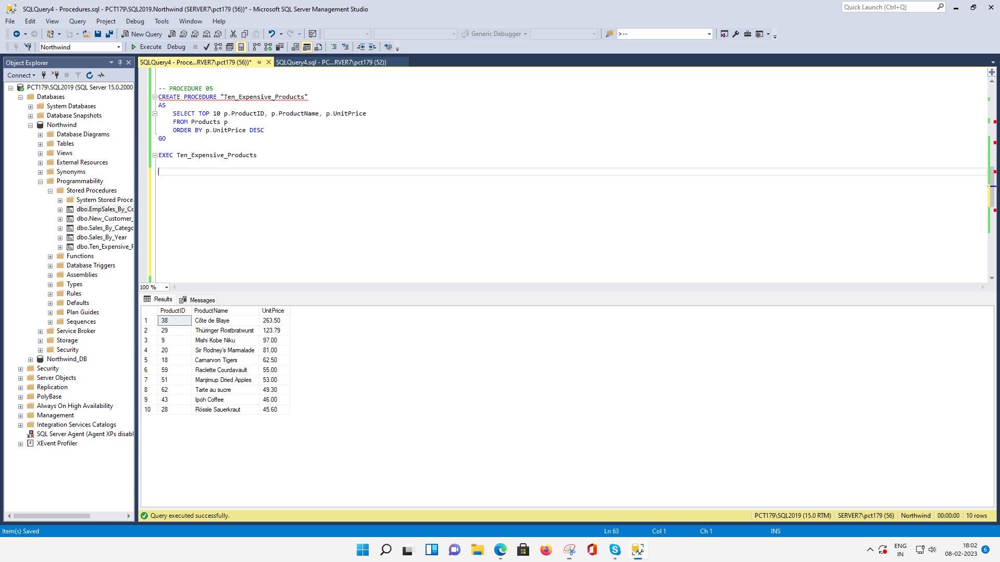 SQLQuery4 - Procedures.sql - PCT179\SQL2019.Northwind (SERVER7\pct179 (56))* - Microsoft SQL Server Management Studio
Quick Launch (Ctrl+Q)
File Edit View Query Project Debug Tools Window Help
New Query
MDX DMX XMLA DAX
Generic Debugger
>--
Northwind
Execute Debug
Object Explorer
SQLQuery4 - Proce...RVER7\pct179 (56))*
SQLQuery4.sql - PC...RVER7\pct179 (52))
Connect
PCT179\SQL2019 (SQL Server 15.0.2000
Databases
System Databases
Database Snapshots
Northwind
Database Diagrams
Tables
Views
External Resources
Synonyms
Programmability
Stored Procedures
System Stored Proce
dbo.EmpSales_By_Co
dbo.New_Customer_
dbo.Sales_By_Catego
dbo.Sales_By_Year
dbo.Ten_Expensive_P
Functions
Database Triggers
Assemblies
Types
Rules
Defaults
Plan Guides
Sequences
Service Broker
Storage
Security
Northwind_DB
Security
Server Objects
Replication
PolyBase
Always On High Availability
Management
Integration Services Catalogs
SQL Server Agent (Agent XPs disabl
XEvent Profiler
-- PROCEDURE 05
CREATE PROCEDURE "Ten_Expensive_Products"
AS
SELECT TOP 10 p.ProductID, p.ProductName, p.UnitPrice
FROM Products p
ORDER BY p.UnitPrice DESC
GO
EXEC Ten_Expensive_Products
100 %
Results Messages
ProductID ProductName UnitPrice
1 38 Côte de Blaye 263.50
2 29 Thüringer Rostbratwurst 123.79
3 9 Mishi Kobe Niku 97.00
4 20 Sir Rodney's Marmalade 81.00
5 18 Carnarvon Tigers 62.50
6 59 Raclette Courdavault 55.00
7 51 Manjimup Dried Apples 53.00
8 62 Tarte au sucre 49.30
9 43 Ipoh Coffee 46.00
10 28 Rössle Sauerkraut 45.60
Query executed successfully.
PCT179\SQL2019 (15.0 RTM) SERVER7\pct179 (56) Northwind 00:00:00 10 rows
Item(s) Saved
Ln 63 Col 1 Ch 1 INS
ENG
IN
18:02
08-02-2023
6